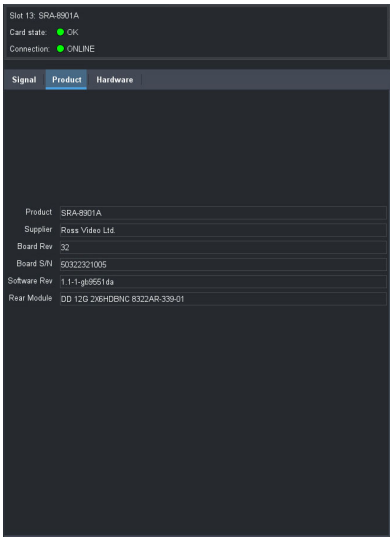 Slot 13: SRA-8901A
Card state: OK
Connection: ONLINE
Signal Product Hardware
Product SRA-8901A
Supplier Ross Video Ltd.
Board Rev 32
Board S/N 50322321005
Software Rev 1.1-1-gb9551da
Rear Module DD 12G 2X6HDBNC 8322AR-339-01